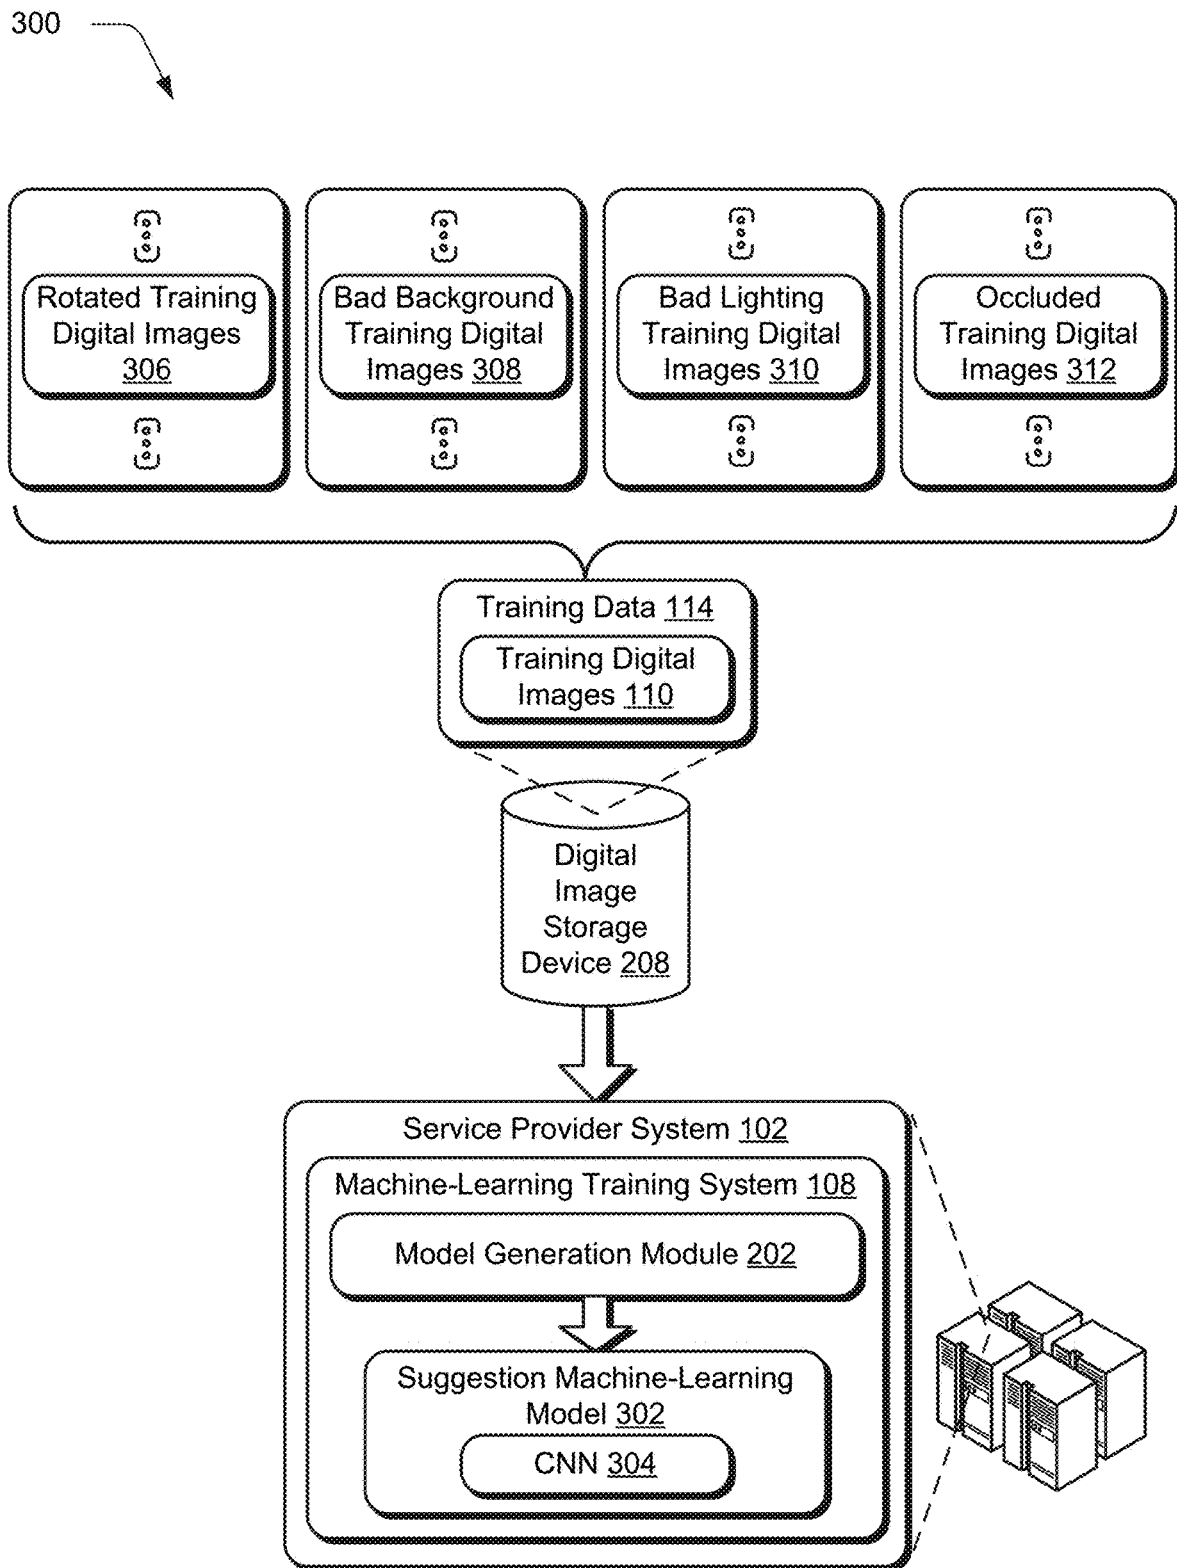 300
Rotated Training
Digital Images
306
Bad Background
Training Digital
Images 308
Bad Lighting
Training Digital
Images 310
Occluded
Training Digital
Images 312
Training Data 114
Training Digital
Images 110
Digital
Image
Storage
Device 208
Service Provider System 102
Machine-Learning Training System 108
Model Generation Module 202
Suggestion Machine-Learning
Model 302
CNN 304